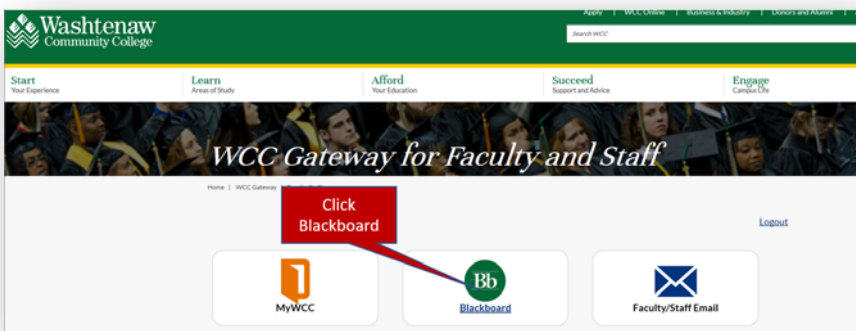 Apply | WCC Online | Business & Industry | Donors and Alumni |
Washtenaw
Community College
Search WCC
Start
Your Experience
Learn
Areas of Study
Afford
Your Education
Succeed
Support and Advice
Engage
Campus Life
WCC Gateway for Faculty and Staff
Home | WCC Gateway |
Click
Blackboard
Logout
MyWCC
Bb
Blackboard
Faculty/Staff Email